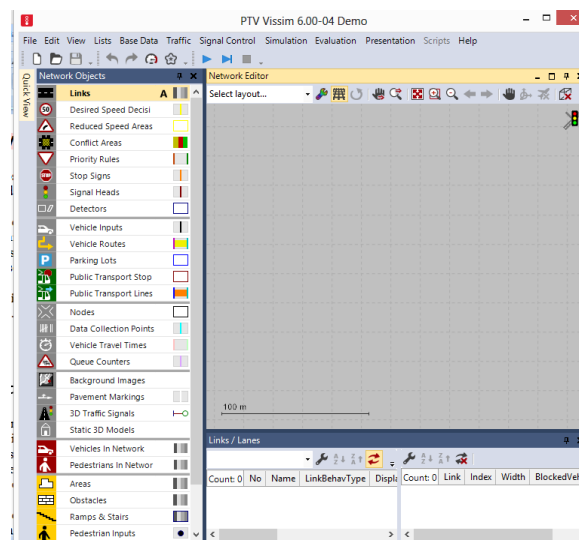 PTV Vissim 6.00-04 Demo
File Edit View Lists Base Data Traffic Signal Control Simulation Evaluation Presentation Scripts Help
Quick View
Network Objects
Network Editor
Links A
Select layout...
50 Desired Speed Decisi
Reduced Speed Areas
Conflict Areas
Priority Rules
STOP Stop Signs
Signal Heads
Detectors
Vehicle Inputs
Vehicle Routes
P Parking Lots
Public Transport Stop
Public Transport Lines
Nodes
Data Collection Points
Vehicle Travel Times
Queue Counters
Background Images
Pavement Markings
3D Traffic Signals
Static 3D Models
Vehicles In Network
Pedestrians In Networ
Areas
Obstacles
Ramps & Stairs
Pedestrian Inputs
100 m
Links / Lanes
Count: 0 No Name LinkBehavType Displa
Count: 0 Link Index Width BlockedVeh